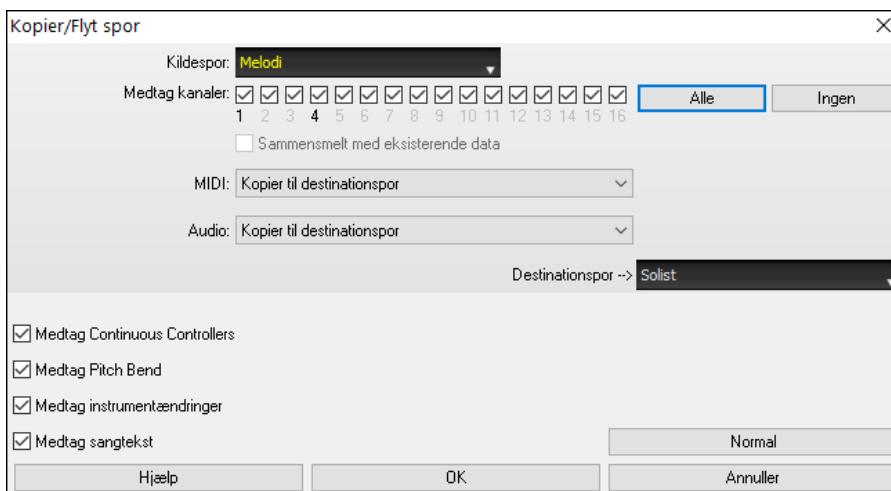 Kopier/Flyt spor
Kildespor: Melodi
Medtag kanaler: Alle Ingen
1 2 3 4 5 6 7 8 9 10 11 12 13 14 15 16
Sammensmelt med eksisterende data
MIDI: Kopier til destinationspor
Audio: Kopier til destinationspor
Destinationspor --> Solist
Medtag Continuous Controllers
Medtag Pitch Bend
Medtag instrumentændringer
Medtag sangtekst Normal
Hjælp OK Annuller